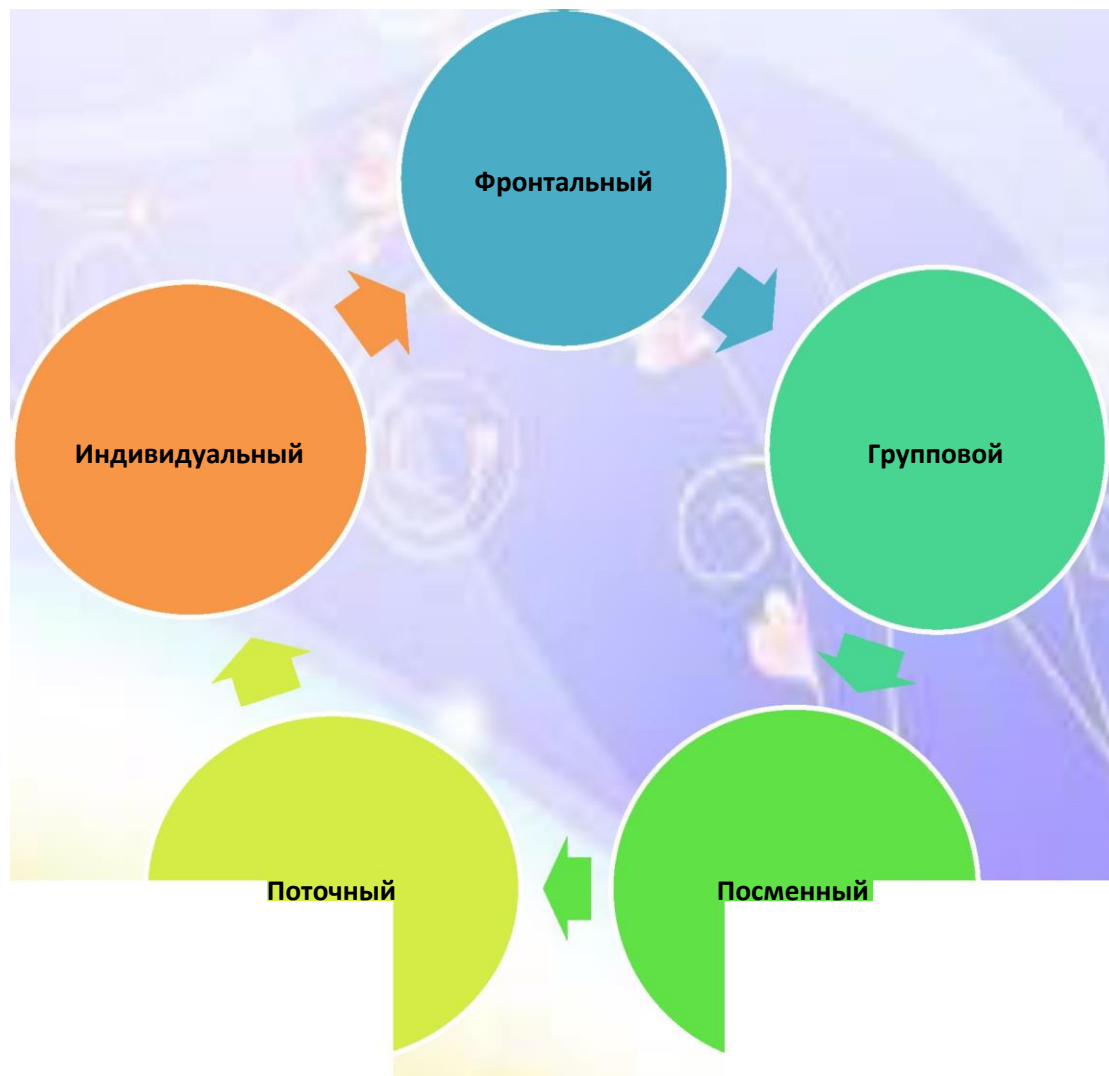 Фронтальный
Индивидуальный
Групповой
Поточный
Посменный